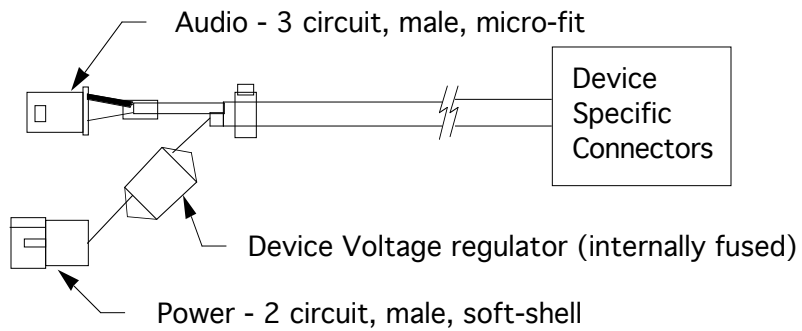 Audio - 3 circuit, male, micro-fit
Device
Specific
Connectors
Device Voltage regulator (internally fused)
Power - 2 circuit, male, soft-shell